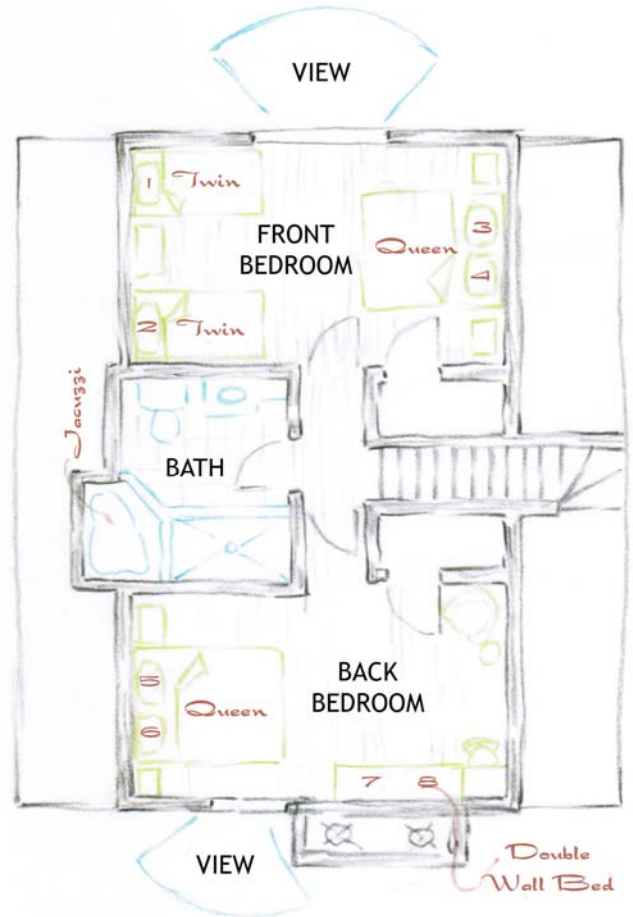 VIEW
1 Twin
FRONT
BEDROOM
Queen
3
4
2 Twin
Jacuzzi
BATH
5
6
Queen
BACK
BEDROOM
7 8
VIEW
Double
Wall Bed